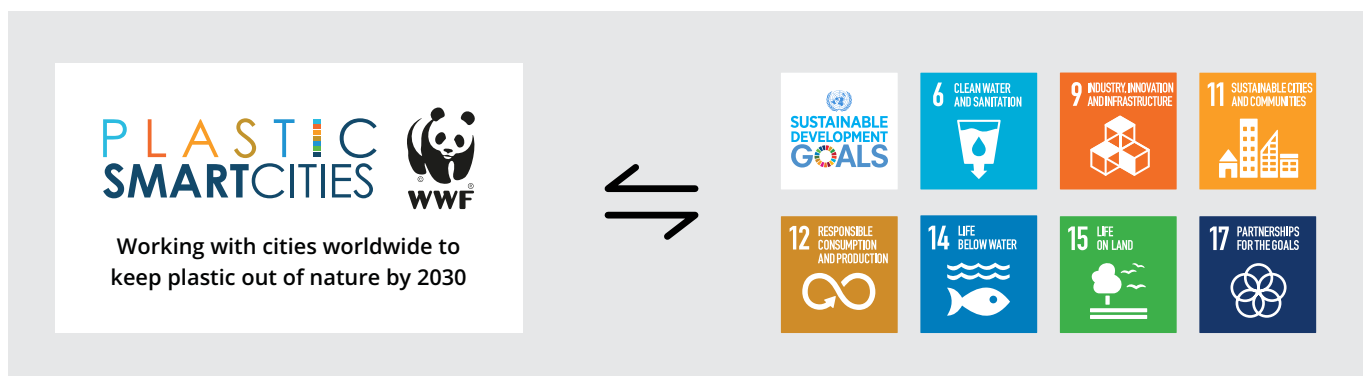 PLASTIC
SMARTCITIES
© WWF ®
Working with cities worldwide to
keep plastic out of nature by 2030
SUSTAINABLE
DEVELOPMENT
GOALS
6 CLEAN WATER
AND SANITATION
9 INDUSTRY, INNOVATION
AND INFRASTRUCTURE
11 SUSTAINABLE CITIES
AND COMMUNITIES
12 RESPONSIBLE
CONSUMPTION
AND PRODUCTION
14 LIFE
BELOW WATER
15 LIFE
ON LAND
17 PARTNERSHIPS
FOR THE GOALS